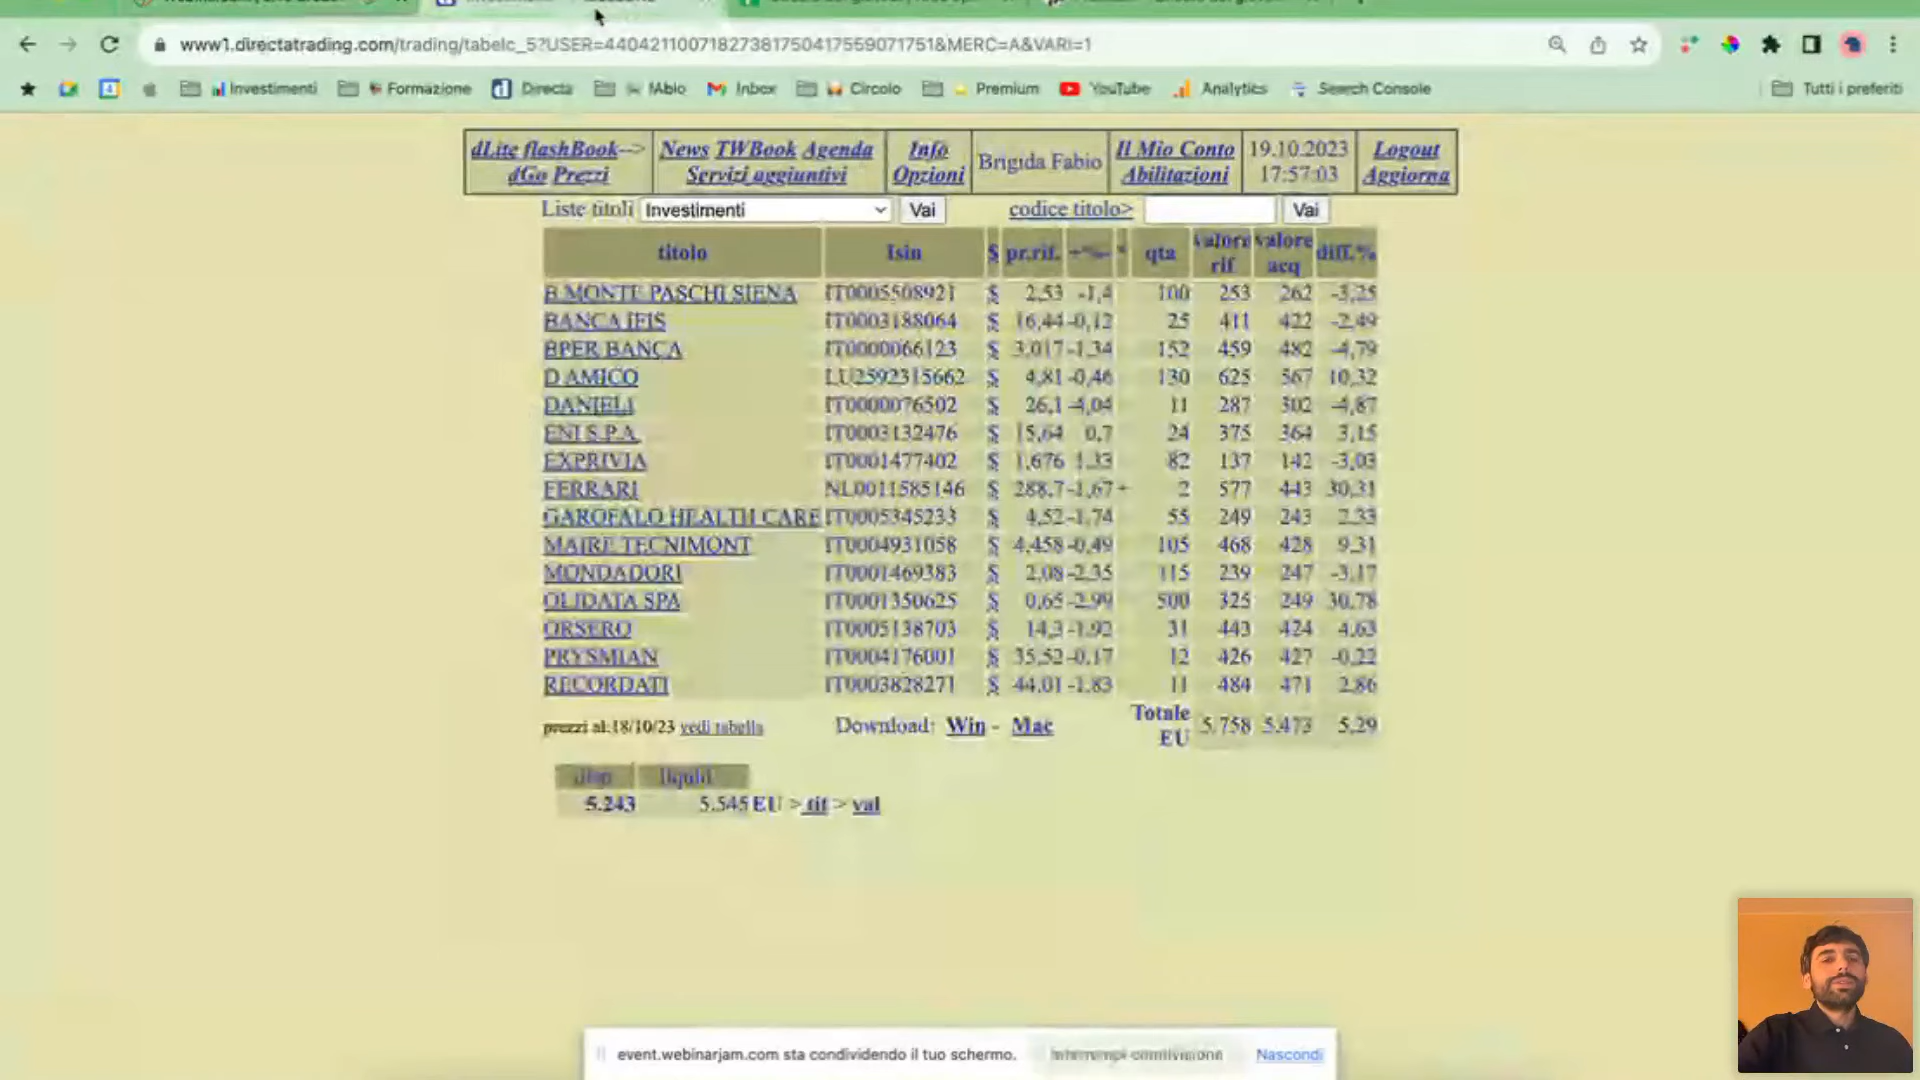 www1.directatrading.com/trading/tabelc_5?USER=44042110071827381750417559071751&MERC=A&VARI=1
Investimenti Formazione Directa Inbox Circolo Premium YouTube Analytics Search Console Tutti i preferiti
dLite flashBook--> News TWBook Agenda Info Brigida Fabio Il Mio Conto 19.10.2023 Logout
dGo Prezzi Servizi aggiuntivi Opzioni Abilitazioni 17:57:03 Aggiorna
Liste titoli Investimenti Vai codice titolo> Vai
titolo Isin $ pr.rif. +%- * qta valore rif valore acq diff.%
B.MONTE PASCHI SIENA IT0005508921 $ 2,53 -1,4 100 253 262 -3,25
BANCA IFIS IT0003188064 $ 16,44 -0,12 25 411 422 -2,49
BPER BANCA IT0000066123 $ 3,017 -1,34 152 459 482 -4,79
D AMICO LU2592315662 $ 4,81 -0,46 130 625 567 10,32
DANIELI IT0000076502 $ 26,1 -4,04 11 287 302 -4,87
ENI S.P.A. IT0003132476 $ 15,64 0,7 24 375 364 3,15
EXPRIVIA IT0001477402 $ 1,676 1,33 82 137 142 -3,03
FERRARI NL0011585146 $ 288,7 -1,67 + 2 577 443 30,31
GAROFALO HEALTH CARE IT0005345233 $ 4,52 -1,74 55 249 243 2,33
MAIRE TECNIMONT IT0004931058 $ 4,458 -0,49 105 468 428 9,31
MONDADORI IT0001469383 $ 2,08 -2,35 115 239 247 -3,17
OLIDATA SPA IT0001350625 $ 0,65 -2,99 500 325 249 30,78
ORSERO IT0005138703 $ 14,3 -1,92 31 443 424 4,63
PRYSMIAN IT0004176001 $ 35,52 -0,17 12 426 427 -0,22
RECORDATI IT0003828271 $ 44,01 -1,83 11 484 471 2,86
prezzi al:18/10/23 vedi tabella Download: Win - Mac Totale EU 5.758 5.473 5,29
disp liquid
5.243 5.545 EU > tit > val
event.webinarjam.com sta condividendo il tuo schermo. Interrompi condivisione Nascondi